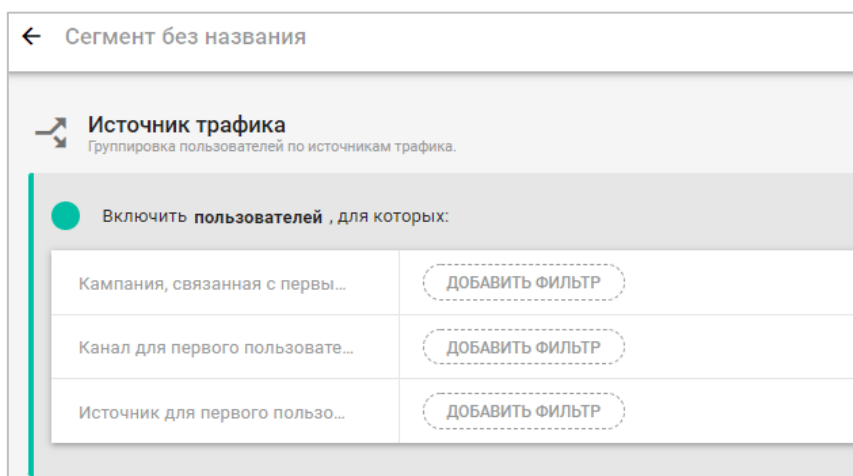 Сегмент без названия
Источник трафика
Группировка пользователей по источникам трафика.
Включить пользователей , для которых:
Кампания, связанная с первы... ДОБАВИТЬ ФИЛЬТР
Канал для первого пользовате... ДОБАВИТЬ ФИЛЬТР
Источник для первого пользо... ДОБАВИТЬ ФИЛЬТР